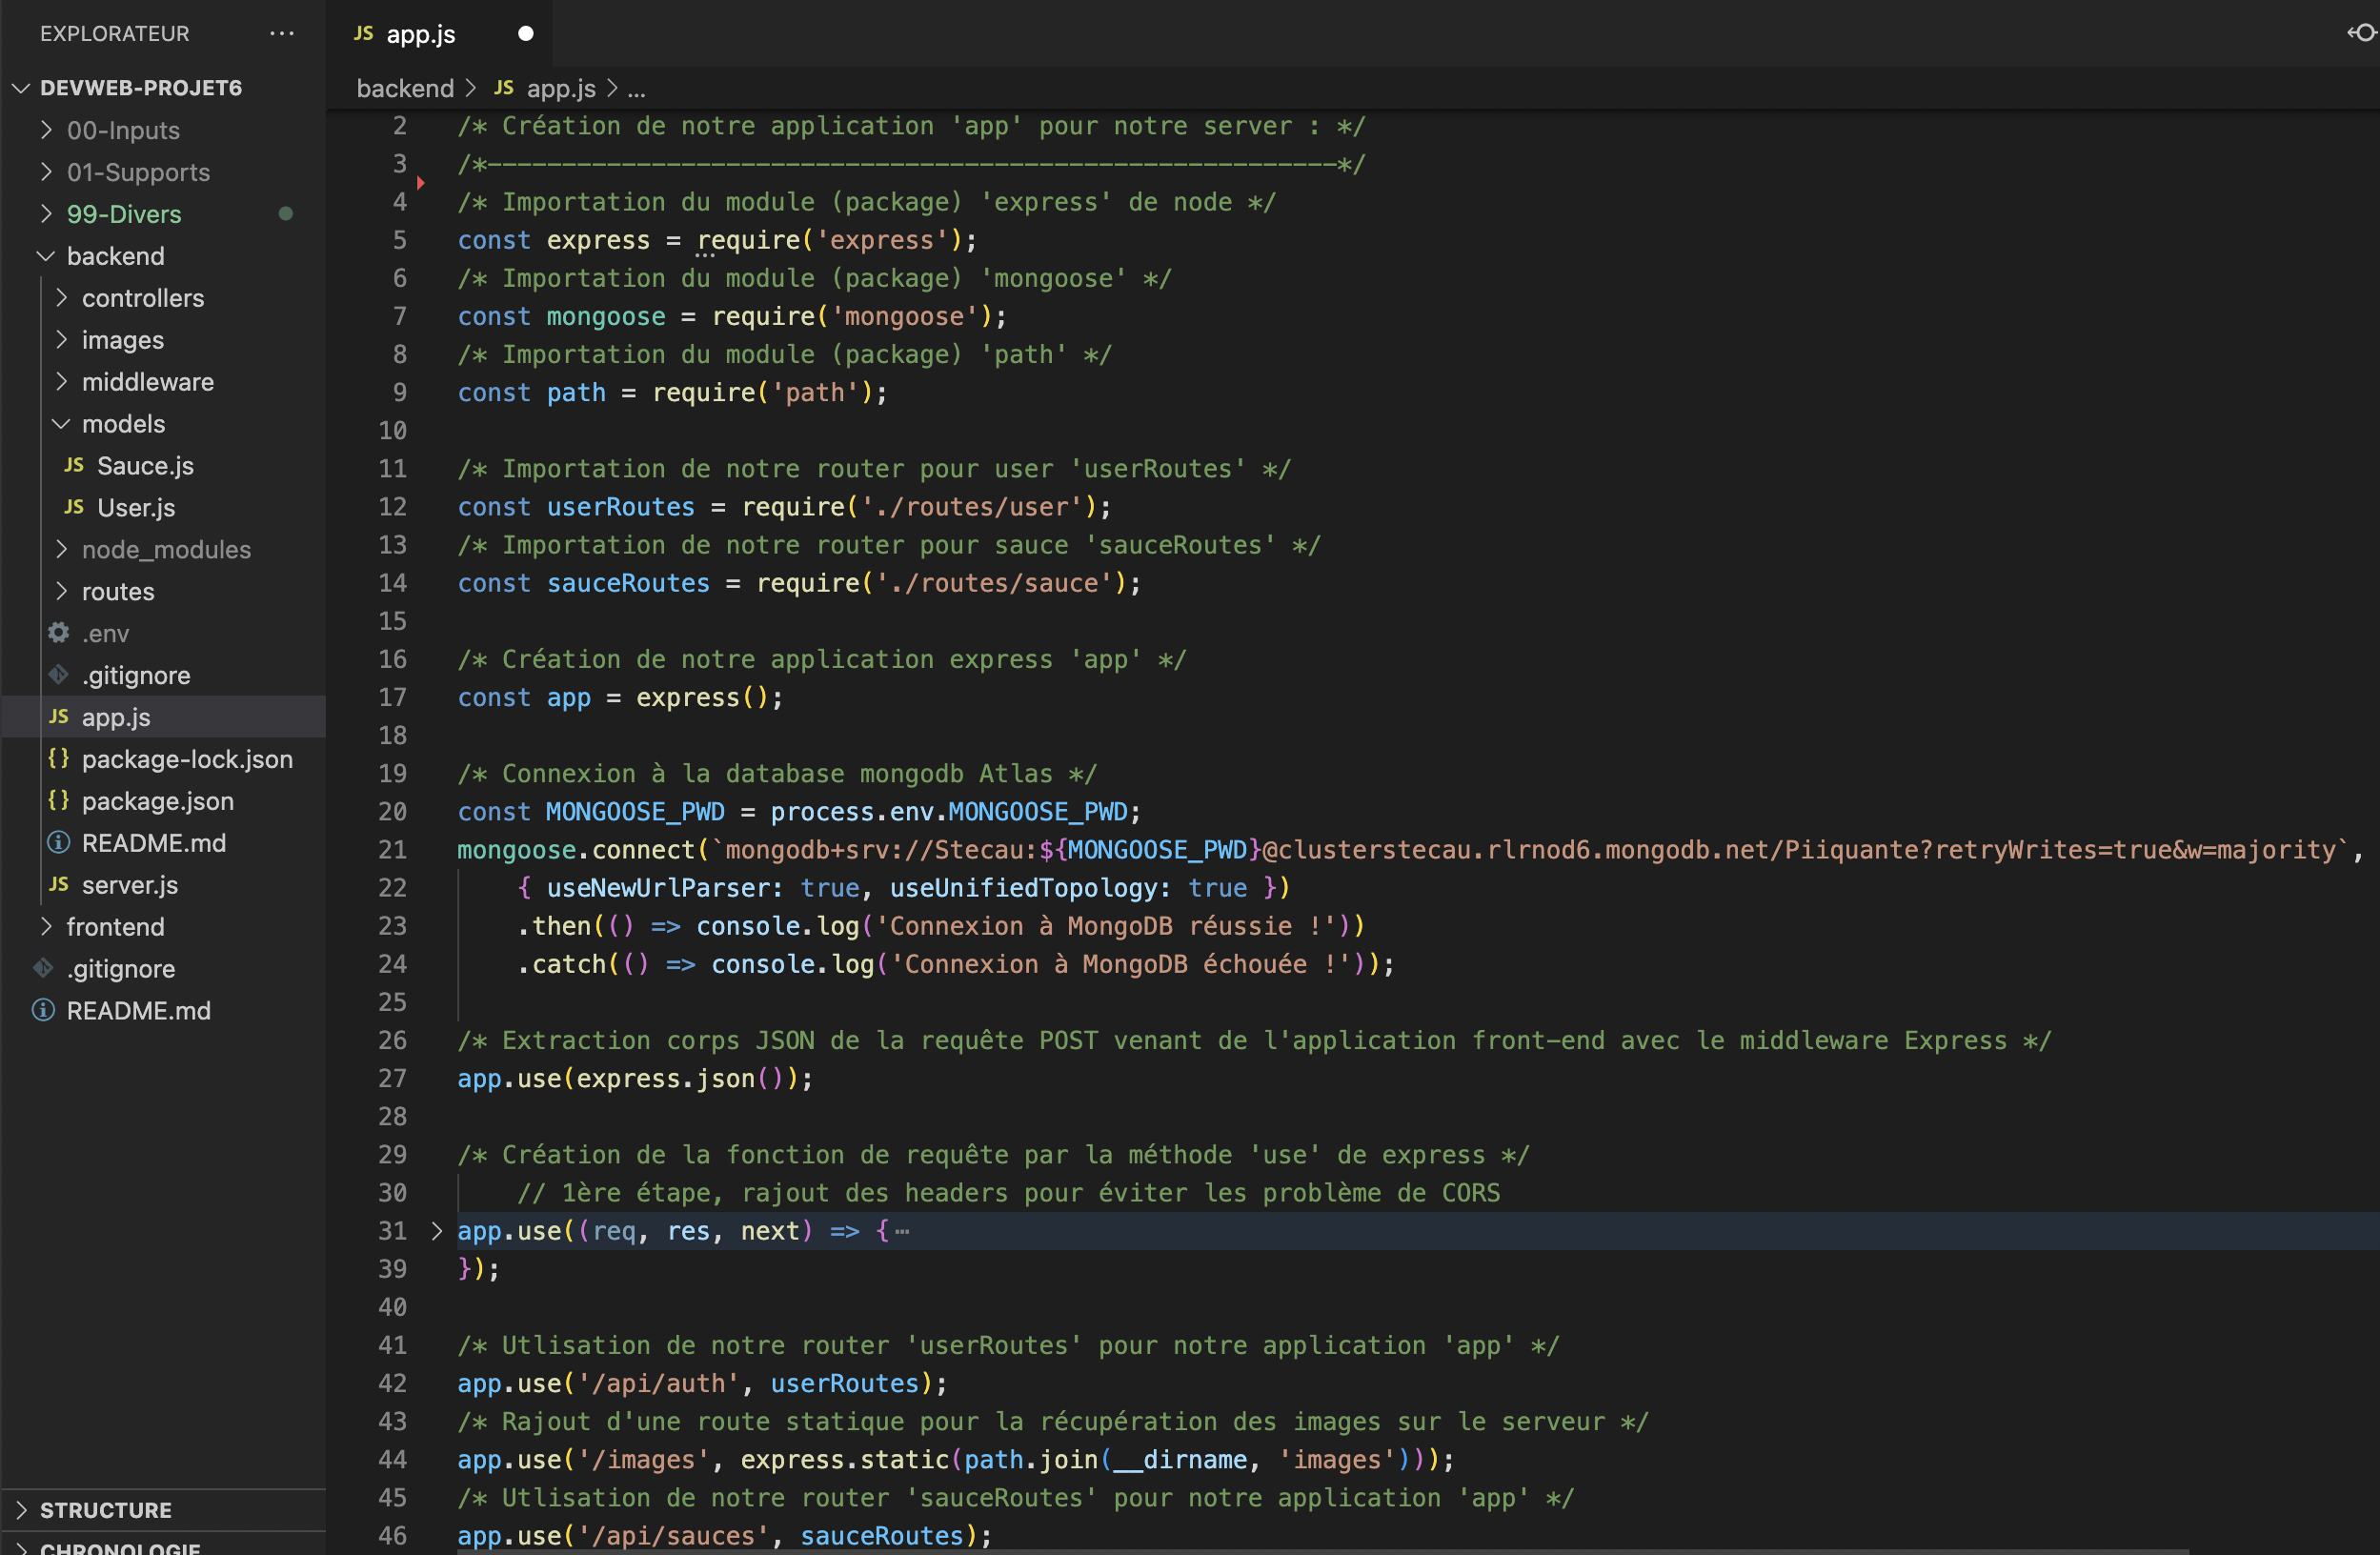 EXPLORATEUR
DEVWEB-PROJET6
00-Inputs
01-Supports
99-Divers
backend
controllers
images
middleware
models
JS Sauce.js
JS User.js
node_modules
routes
.env
.gitignore
JS app.js
{} package-lock.json
{} package.json
README.md
JS server.js
frontend
.gitignore
README.md
STRUCTURE
CHRONOLOGIE
JS app.js
backend > JS app.js > ...
2 /* Création de notre application 'app' pour notre server : */
3 /*---------------------------------------------------------*/
4 /* Importation du module (package) 'express' de node */
5 const express = require('express');
6 /* Importation du module (package) 'mongoose' */
7 const mongoose = require('mongoose');
8 /* Importation du module (package) 'path' */
9 const path = require('path');
10
11 /* Importation de notre router pour user 'userRoutes' */
12 const userRoutes = require('./routes/user');
13 /* Importation de notre router pour sauce 'sauceRoutes' */
14 const sauceRoutes = require('./routes/sauce');
15
16 /* Création de notre application express 'app' */
17 const app = express();
18
19 /* Connexion à la database mongodb Atlas */
20 const MONGOOSE_PWD = process.env.MONGOOSE_PWD;
21 mongoose.connect(`mongodb+srv://Stecau:${MONGOOSE_PWD}@clusterstecau.rlrnod6.mongodb.net/Piiquante?retryWrites=true&w=majority`,
22 { useNewUrlParser: true, useUnifiedTopology: true })
23 .then(() => console.log('Connexion à MongoDB réussie !'))
24 .catch(() => console.log('Connexion à MongoDB échouée !'));
25
26 /* Extraction corps JSON de la requête POST venant de l'application front-end avec le middleware Express */
27 app.use(express.json());
28
29 /* Création de la fonction de requête par la méthode 'use' de express */
30 // 1ère étape, rajout des headers pour éviter les problème de CORS
31 app.use((req, res, next) => {⋯
39 });
40
41 /* Utlisation de notre router 'userRoutes' pour notre application 'app' */
42 app.use('/api/auth', userRoutes);
43 /* Rajout d'une route statique pour la récupération des images sur le serveur */
44 app.use('/images', express.static(path.join(__dirname, 'images')));
45 /* Utlisation de notre router 'sauceRoutes' pour notre application 'app' */
46 app.use('/api/sauces', sauceRoutes);